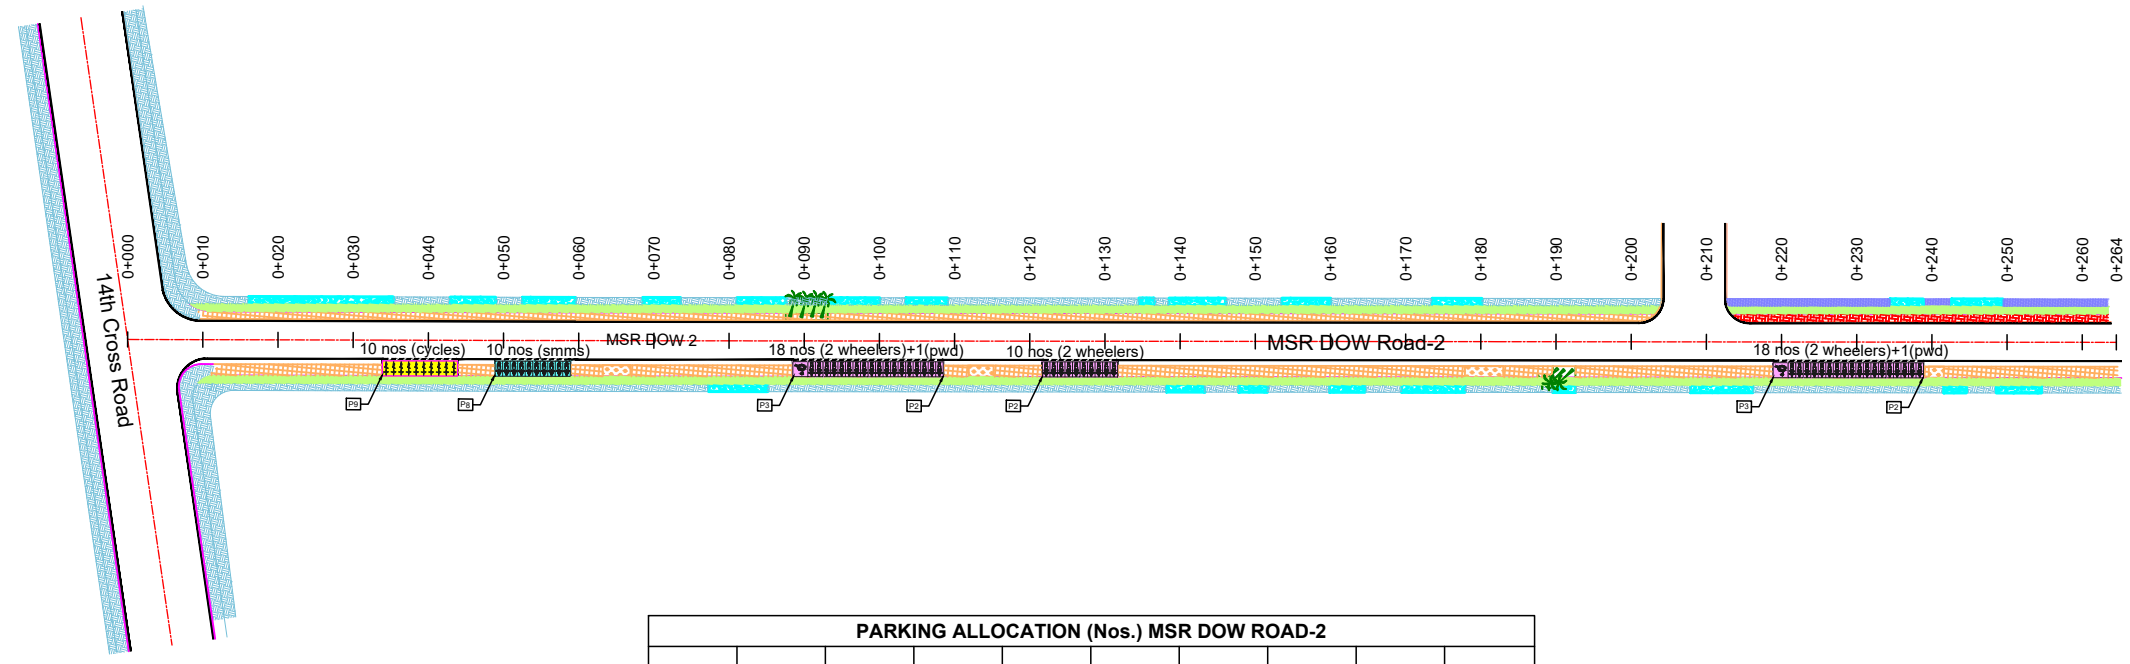 14th Cross Road
0+000
0+010
0+020
0+030
0+040
0+050
0+060
0+070
0+080
0+090
0+100
0+110
0+120
0+130
0+140
0+150
0+160
0+170
0+180
0+190
0+200
0+210
0+220
0+230
0+240
0+250
0+260
0+264
MSR DOW 2
MSR DOW Road-2
10 nos (cycles)
10 nos (smms)
18 nos (2 wheelers)+1(pwd)
10 nos (2 wheelers)
18 nos (2 wheelers)+1(pwd)
P9
P8
P3
P2
P2
P3
P2
PARKING ALLOCATION (Nos.) MSR DOW ROAD-2